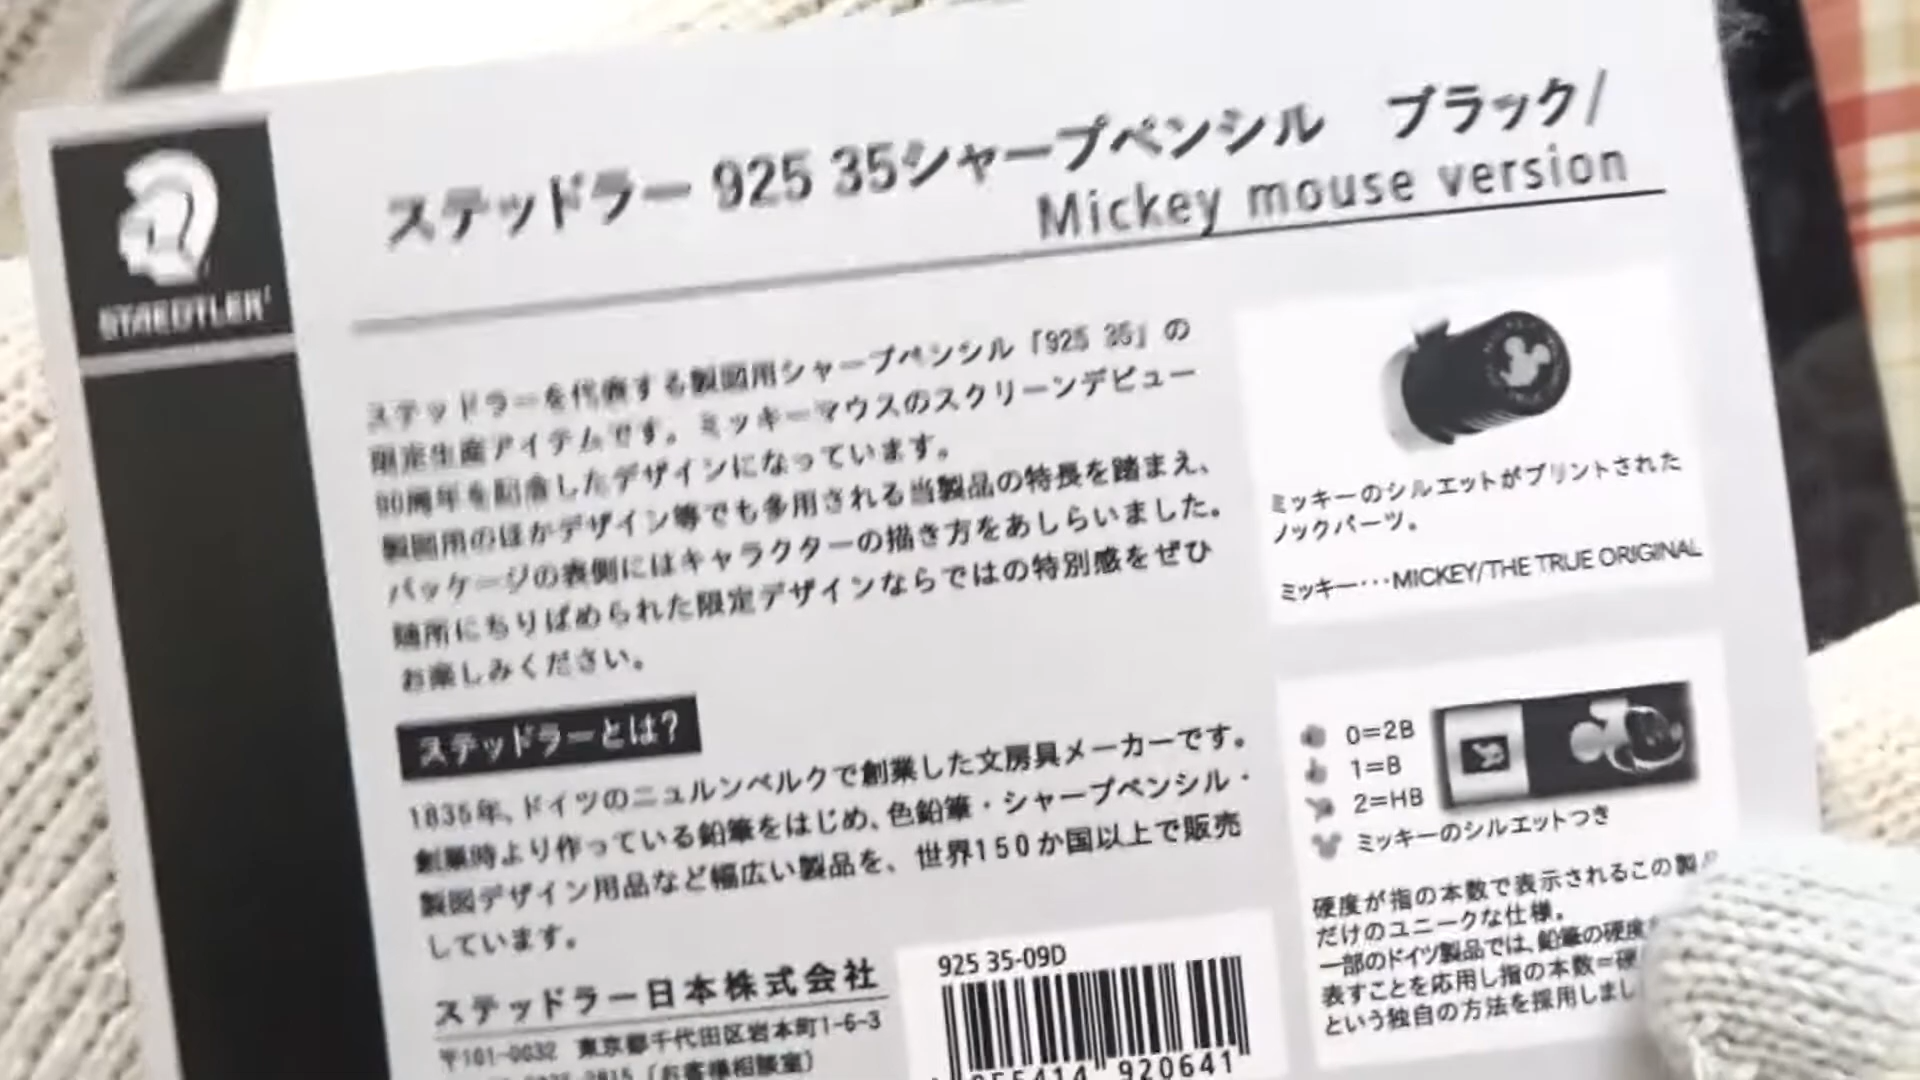 STAEDTLER
ステッドラー 925 35シャープペンシル ブラック/
Mickey mouse version
ステッドラーを代表する製図用シャープペンシル「925 35」の
限定生産アイテムです。ミッキーマウスのスクリーンデビュー
90周年を記念したデザインになっています。
製図用のほかデザイン等でも多用される当製品の特長を踏まえ、
パッケージの表側にはキャラクターの描き方をあしらいました。
随所にちりばめられた限定デザインならではの特別感をぜひ
お楽しみください。
ステッドラーとは?
1835年、ドイツのニュルンベルクで創業した文房具メーカーです。
創業時より作っている鉛筆をはじめ、色鉛筆・シャープペンシル・
製図デザイン用品など幅広い製品を、世界150か国以上で販売
しています。
ステッドラー日本株式会社
〒101-0032 東京都千代田区岩本町1-6-3
(お客様相談室)
925 35-09D
920641
ミッキーのシルエットがプリントされた
ノックパーツ。
ミッキー···MICKEY/THE TRUE ORIGINAL
0=2B
1=B
2=HB
ミッキーのシルエットつき
硬度が指の本数で表示されるこの製
だけのユニークな仕様。
一部のドイツ製品では、鉛筆の硬度
表すことを応用し指の本数=硬
という独自の方法を採用しまし